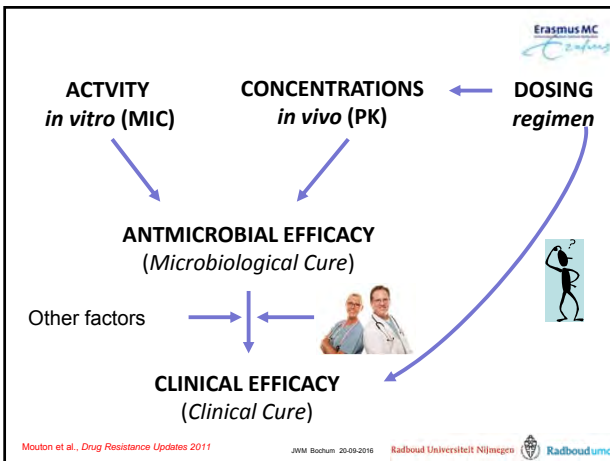 Erasmus MC
Erasmus
ACTVITY
in vitro (MIC)
CONCENTRATIONS
in vivo (PK)
DOSING
regimen
ANTMICROBIAL EFFICACY
(Microbiological Cure)
?
Other factors
CLINICAL EFFICACY
(Clinical Cure)
Mouton et al., Drug Resistance Updates 2011
JWM Bochum 20-09-2016
Radboud Universiteit Nijmegen
Radboudumc